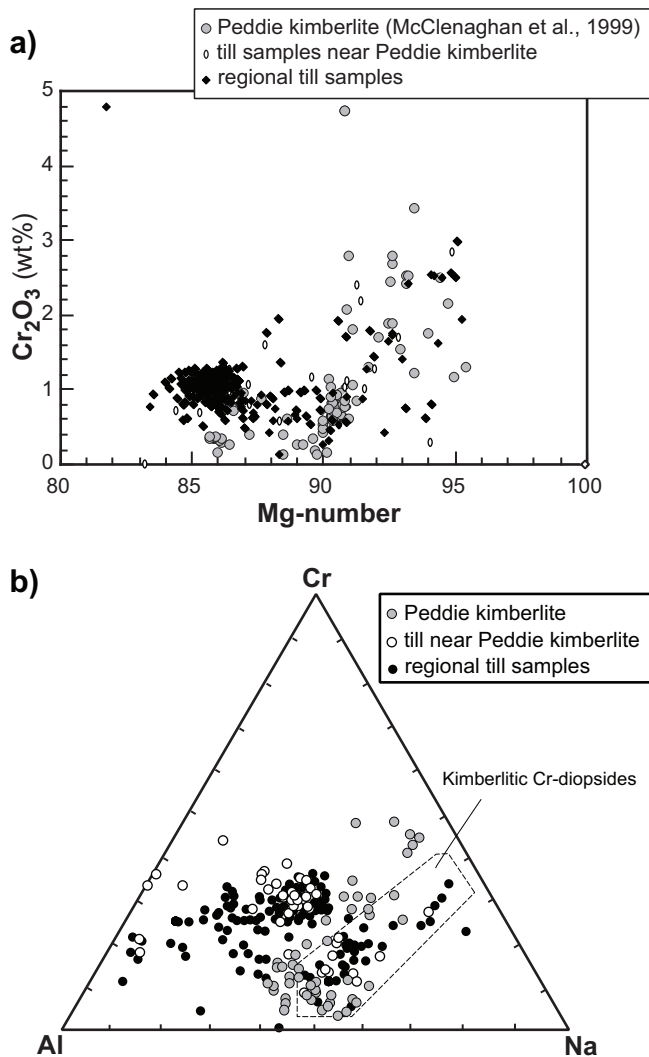 a)
Peddie kimberlite (McClenaghan et al., 1999)
till samples near Peddie kimberlite
regional till samples
5
4
3
2
1
0
Cr₂O₃ (wt%)
80 85 90 95 100
Mg-number
b)
Cr
Peddie kimberlite
till near Peddie kimberlite
regional till samples
Kimberlitic Cr-diopsides
Al Na